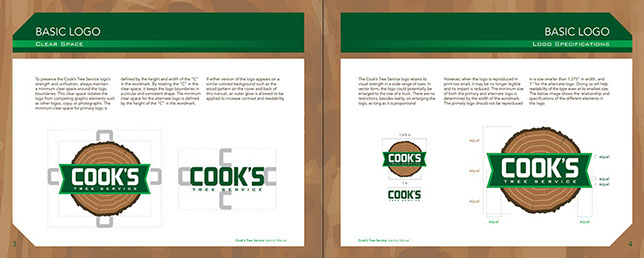 BASIC LOGO
CLEAR SPACE
To preserve the Cook's Tree Service logo's
strength and unification, always maintain
a minimum clear space around the logo
boundaries. This clear space isolates the
logo from competing graphic elements such
as other logos, copy, or photographs. The
minimum clear space for primary logo is
defined by the height and width of the "C"
in the wordmark. By rotating the "C" in the
clear space, it keeps the logo boundaries in
a circular and consistent shape. The minimum
clear space for the alternate logo is defined
by the height of the "C" in the wordmark.
If either version of the logo appears on a
similar colored background such as the
wood pattern on the cover and back of
this manual, an outer glow is allowed to be
applied to increase contrast and readability.
COOK'S
TREE SERVICE
COOK'S
TREE SERVICE
Cook's Tree Service Identity Manual
3
BASIC LOGO
LOGO SPECIFICATIONS
The Cook's Tree Service logo retains its
visual strength in a wide range of sizes. In
vector form, the logo could potentially be
enlarged to the size of a truck. There are no
restrictions, besides reality, on enlarging the
logo, as long as it is proportional.
However, when the logo is reproduced in
print too small, it may be no longer legible
and its impact is reduced. The minimum size
of both the primary and alternate logo is
determined by the width of the wordmark.
The primary logo should not be reproduced
in a size smaller than 1.375" in width, and
1" for the alternate logo. Doing so will help
readability of the type even at its smallest size.
The below image shows the relationship and
specifications of the different elements in
the logo.
1.375 in
COOK'S
TREE SERVICE
1 in
COOK'S
TREE SERVICE
equal
equal
equal
COOK'S
TREE SERVICE
equal
equal
equal
equal
equal
Cook's Tree Service Identity Manual
4